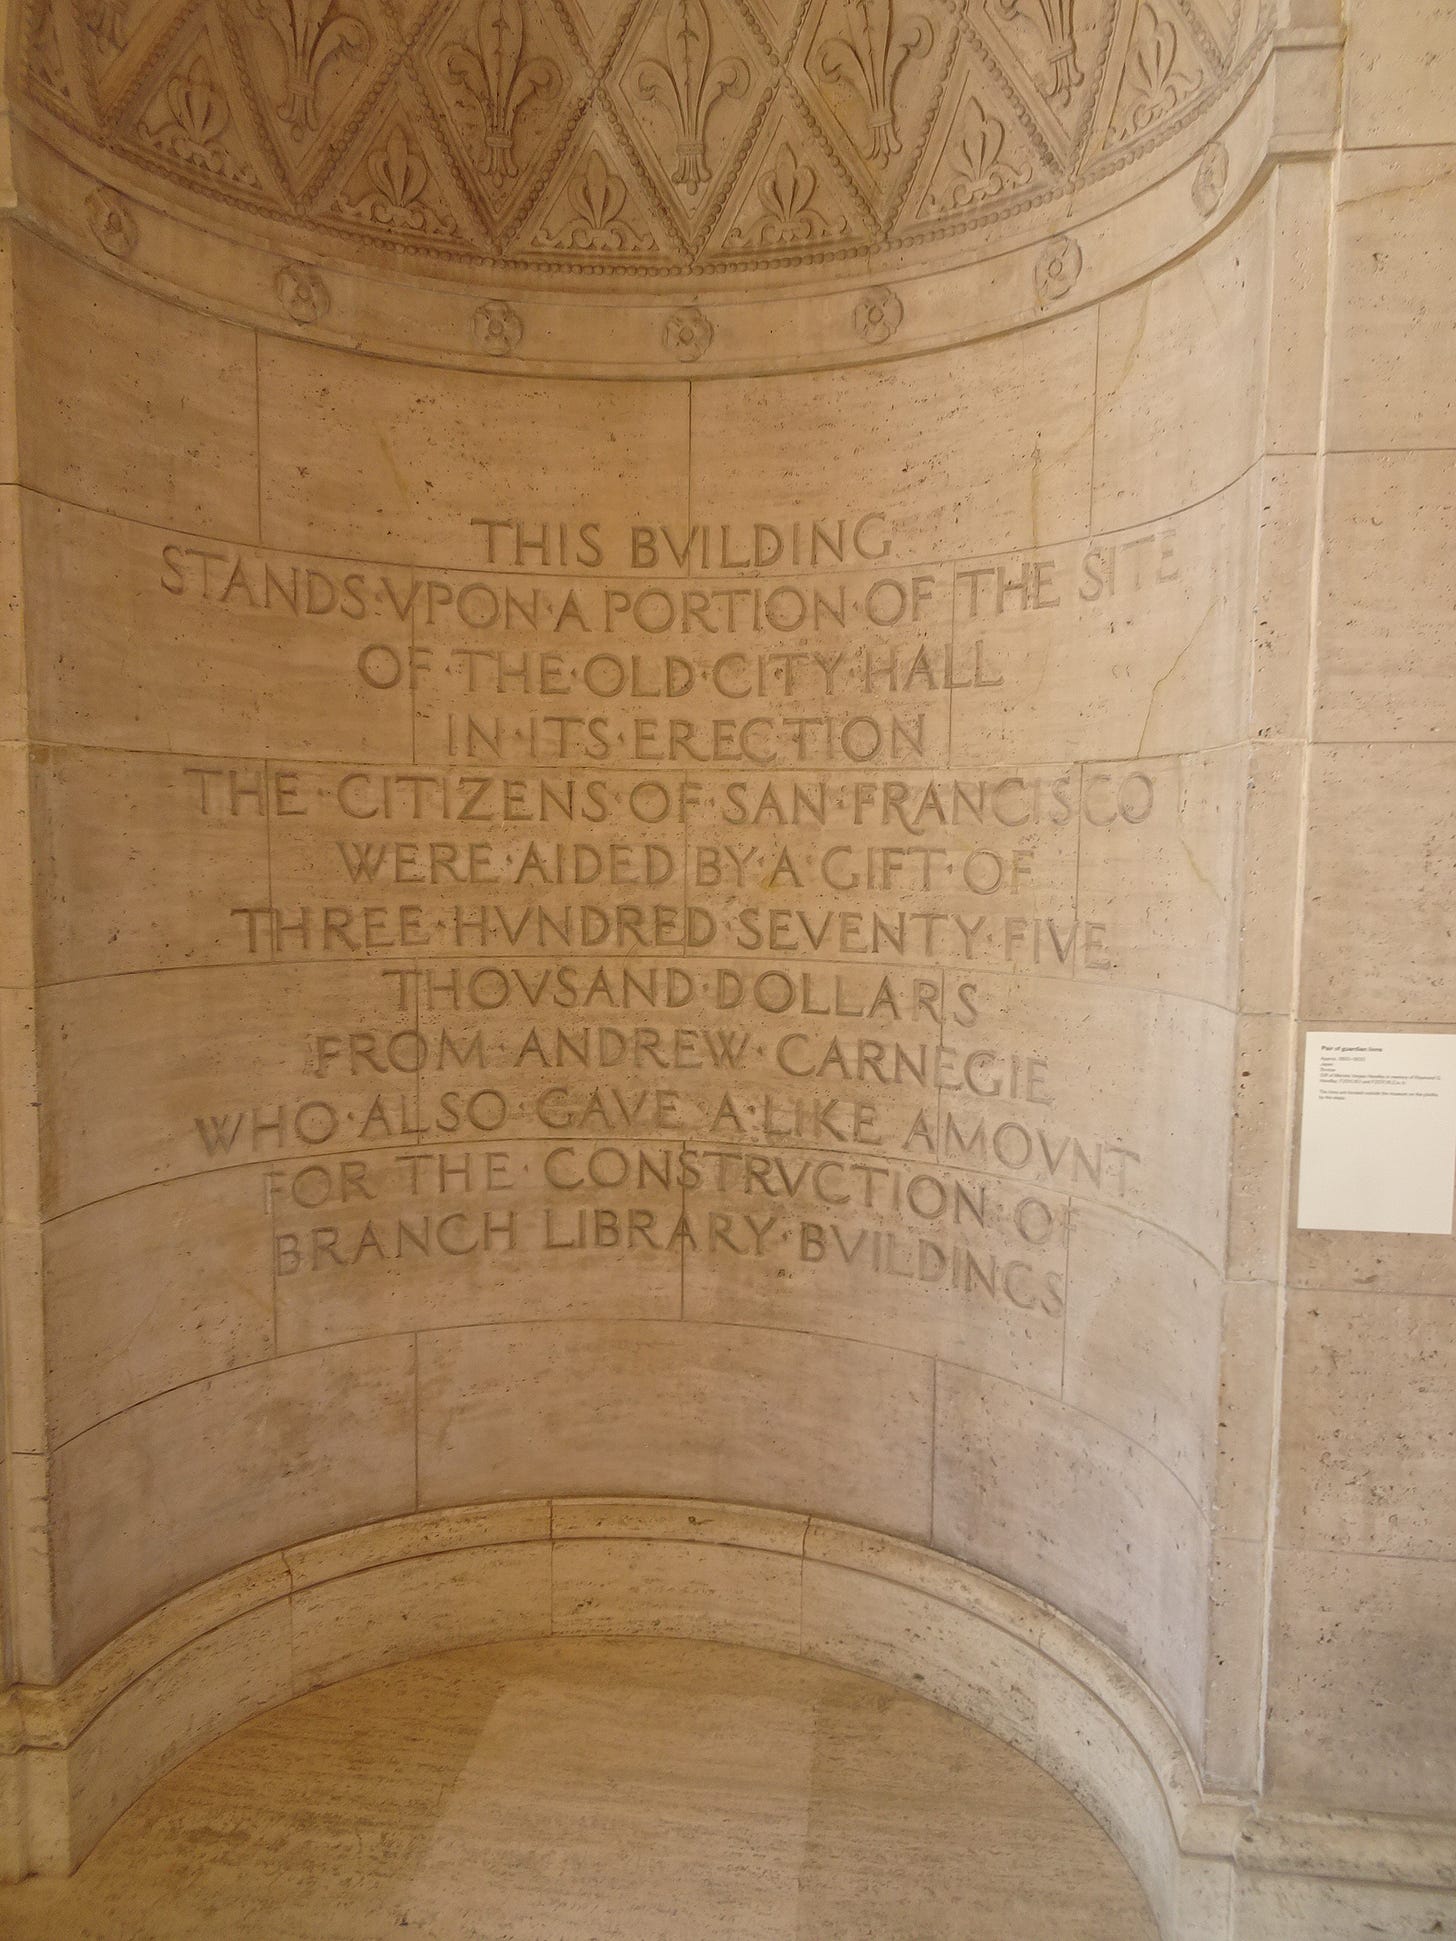 THIS BVILDING
STANDS·VPON·A PORTION·OF THE SITE
OF·THE·OLD·CITY HALL
IN·ITS·ERECTION
THE·CITIZENS·OF·SAN·FRANCISCO
WERE·AIDED BY·A GIFT·OF
THREE·HVNDRED SEVENTY·FIVE
THOVSAND·DOLLARS
FROM ANDREW·CARNEGIE
WHO·ALSO GAVE A·LIKE AMOVNT
FOR THE·CONSTRVCTION·OF
BRANCH LIBRARY·BVILDINGS
Pair of guardian lions